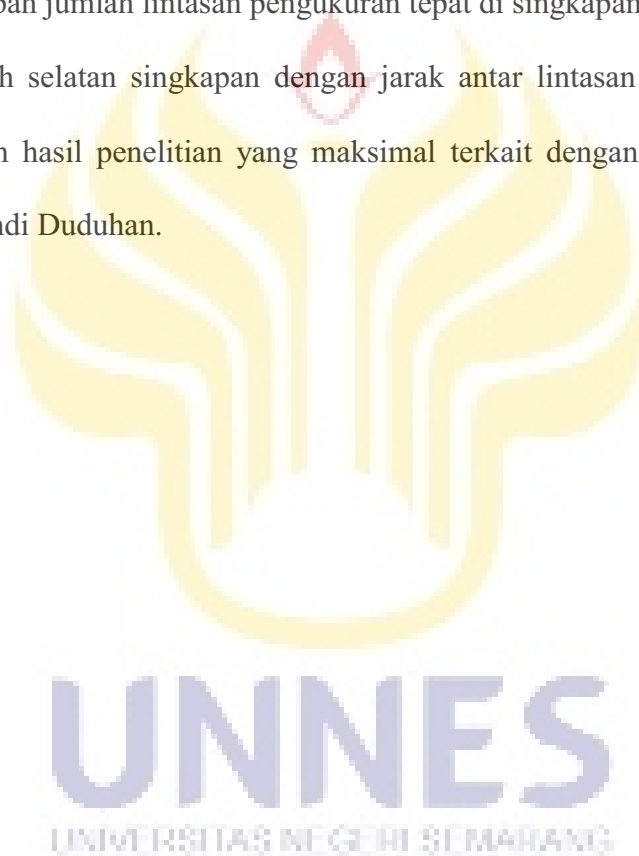 jumlah lintasan pengukuran tepat di singkapan
selatan singkapan dengan jarak antar lintasan
hasil penelitian yang maksimal terkait dengan
Duduhan.
UNNES
UNIVERSITAS NEGERI SEMARANG